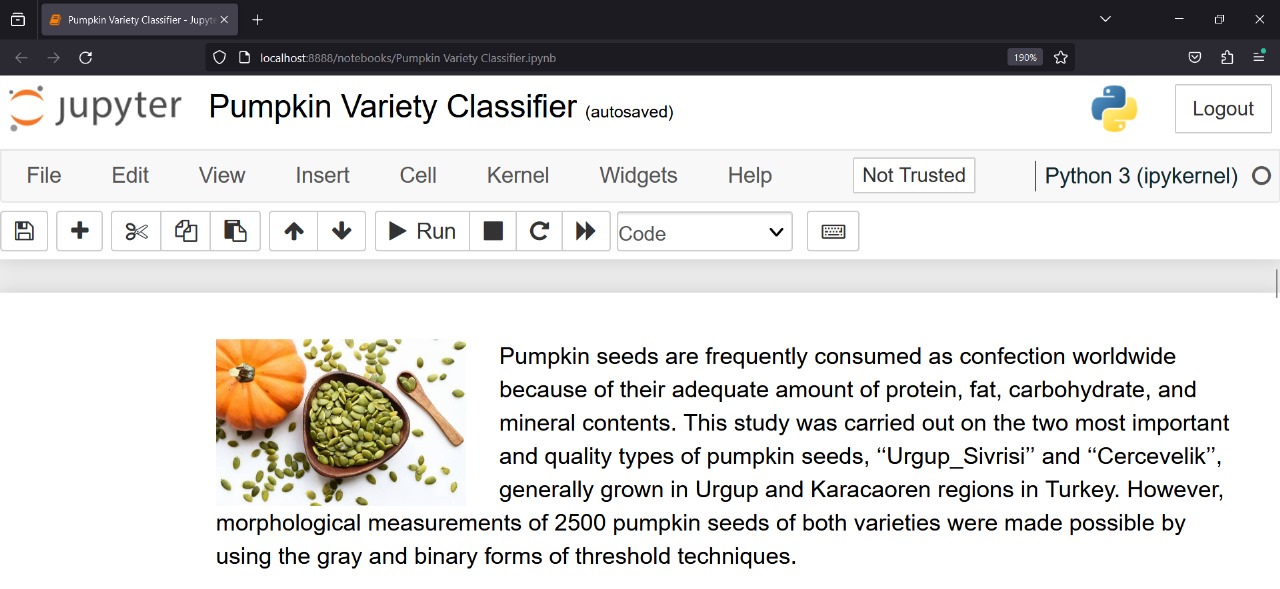 Pumpkin Variety Classifier - Jupyte
localhost:8888/notebooks/Pumpkin Variety Classifier.ipynb
190%
jupyter Pumpkin Variety Classifier (autosaved)
Logout
File Edit View Insert Cell Kernel Widgets Help
Not Trusted
Python 3 (ipykernel)
Run
Code
Pumpkin seeds are frequently consumed as confection worldwide
because of their adequate amount of protein, fat, carbohydrate, and
mineral contents. This study was carried out on the two most important
and quality types of pumpkin seeds, ‘‘Urgup_Sivrisi’’ and ‘‘Cercevelik’’,
generally grown in Urgup and Karacaoren regions in Turkey. However,
morphological measurements of 2500 pumpkin seeds of both varieties were made possible by
using the gray and binary forms of threshold techniques.